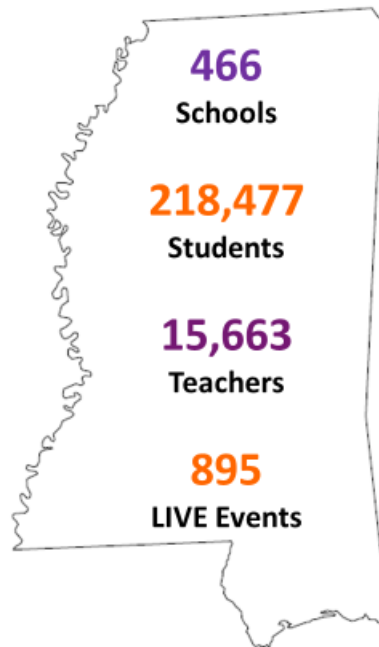 466
Schools
218,477
Students
15,663
Teachers
895
LIVE Events